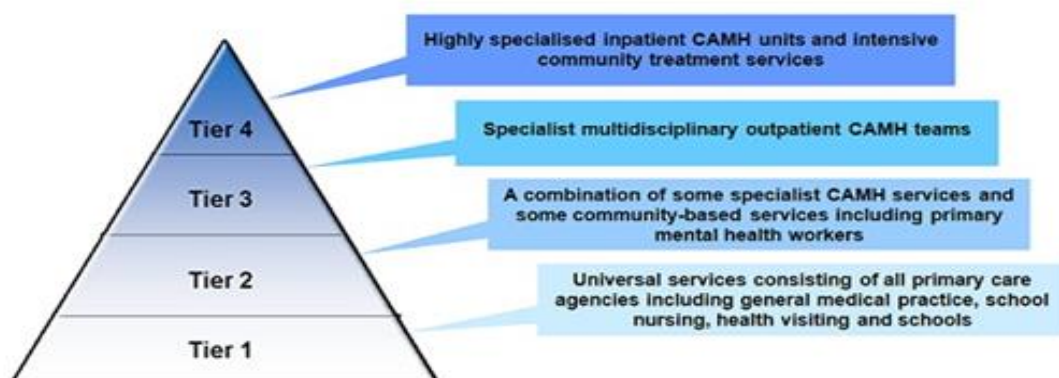 Highly specialised inpatient CAMH units and intensive
community treatment services
Tier 4
Specialist multidisciplinary outpatient CAMH teams
Tier 3
A combination of some specialist CAMH services and
some community-based services including primary
mental health workers
Tier 2
Universal services consisting of all primary care
agencies including general medical practice, school
nursing, health visiting and schools
Tier 1